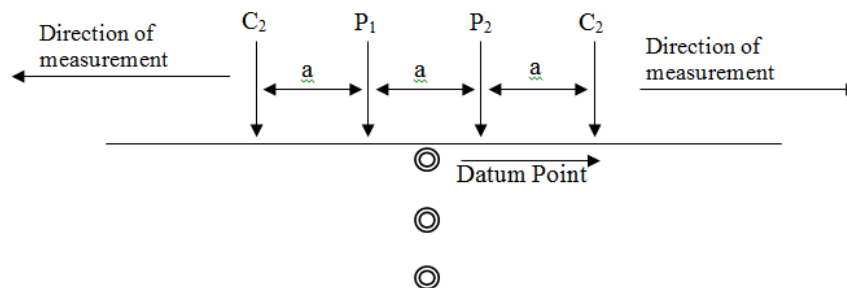 C₂ P₁ P₂ C₂
Direction of
measurement
Direction of
measurement
a a a
Datum Point